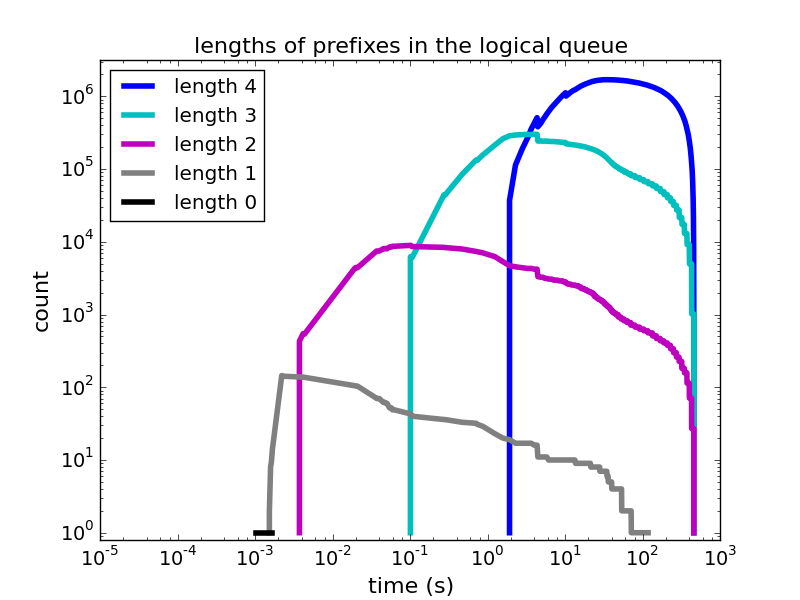 lengths of prefixes in the logical queue
length 4
length 3
length 2
length 1
length 0
10^6
10^5
10^4
10^3
10^2
10^1
10^0
count
10^-5 10^-4 10^-3 10^-2 10^-1 10^0 10^1 10^2 10^3
time (s)